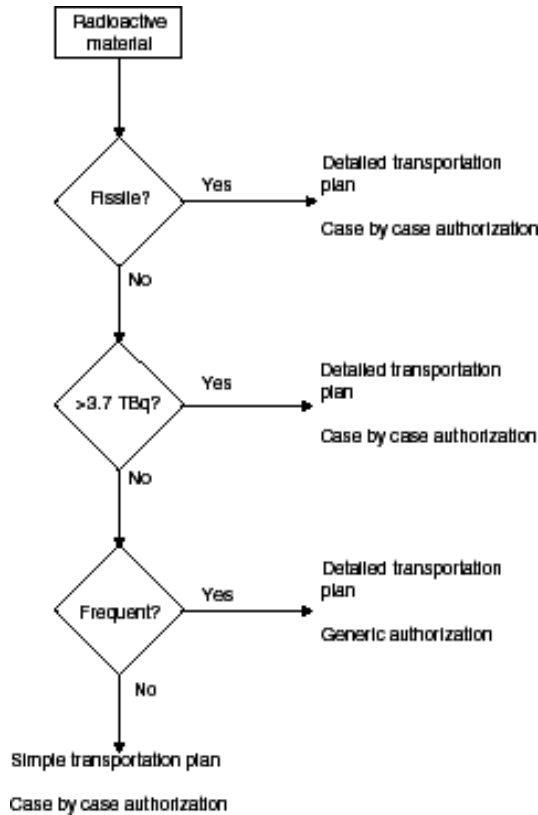 Radioactive
material
Fissile?
Yes
Detailed transportation
plan
Case by case authorization
No
>3.7 TBq?
Yes
Detailed transportation
plan
Case by case authorization
No
Frequent?
Yes
Detailed transportation
plan
Generic authorization
No
Simple transportation plan
Case by case authorization